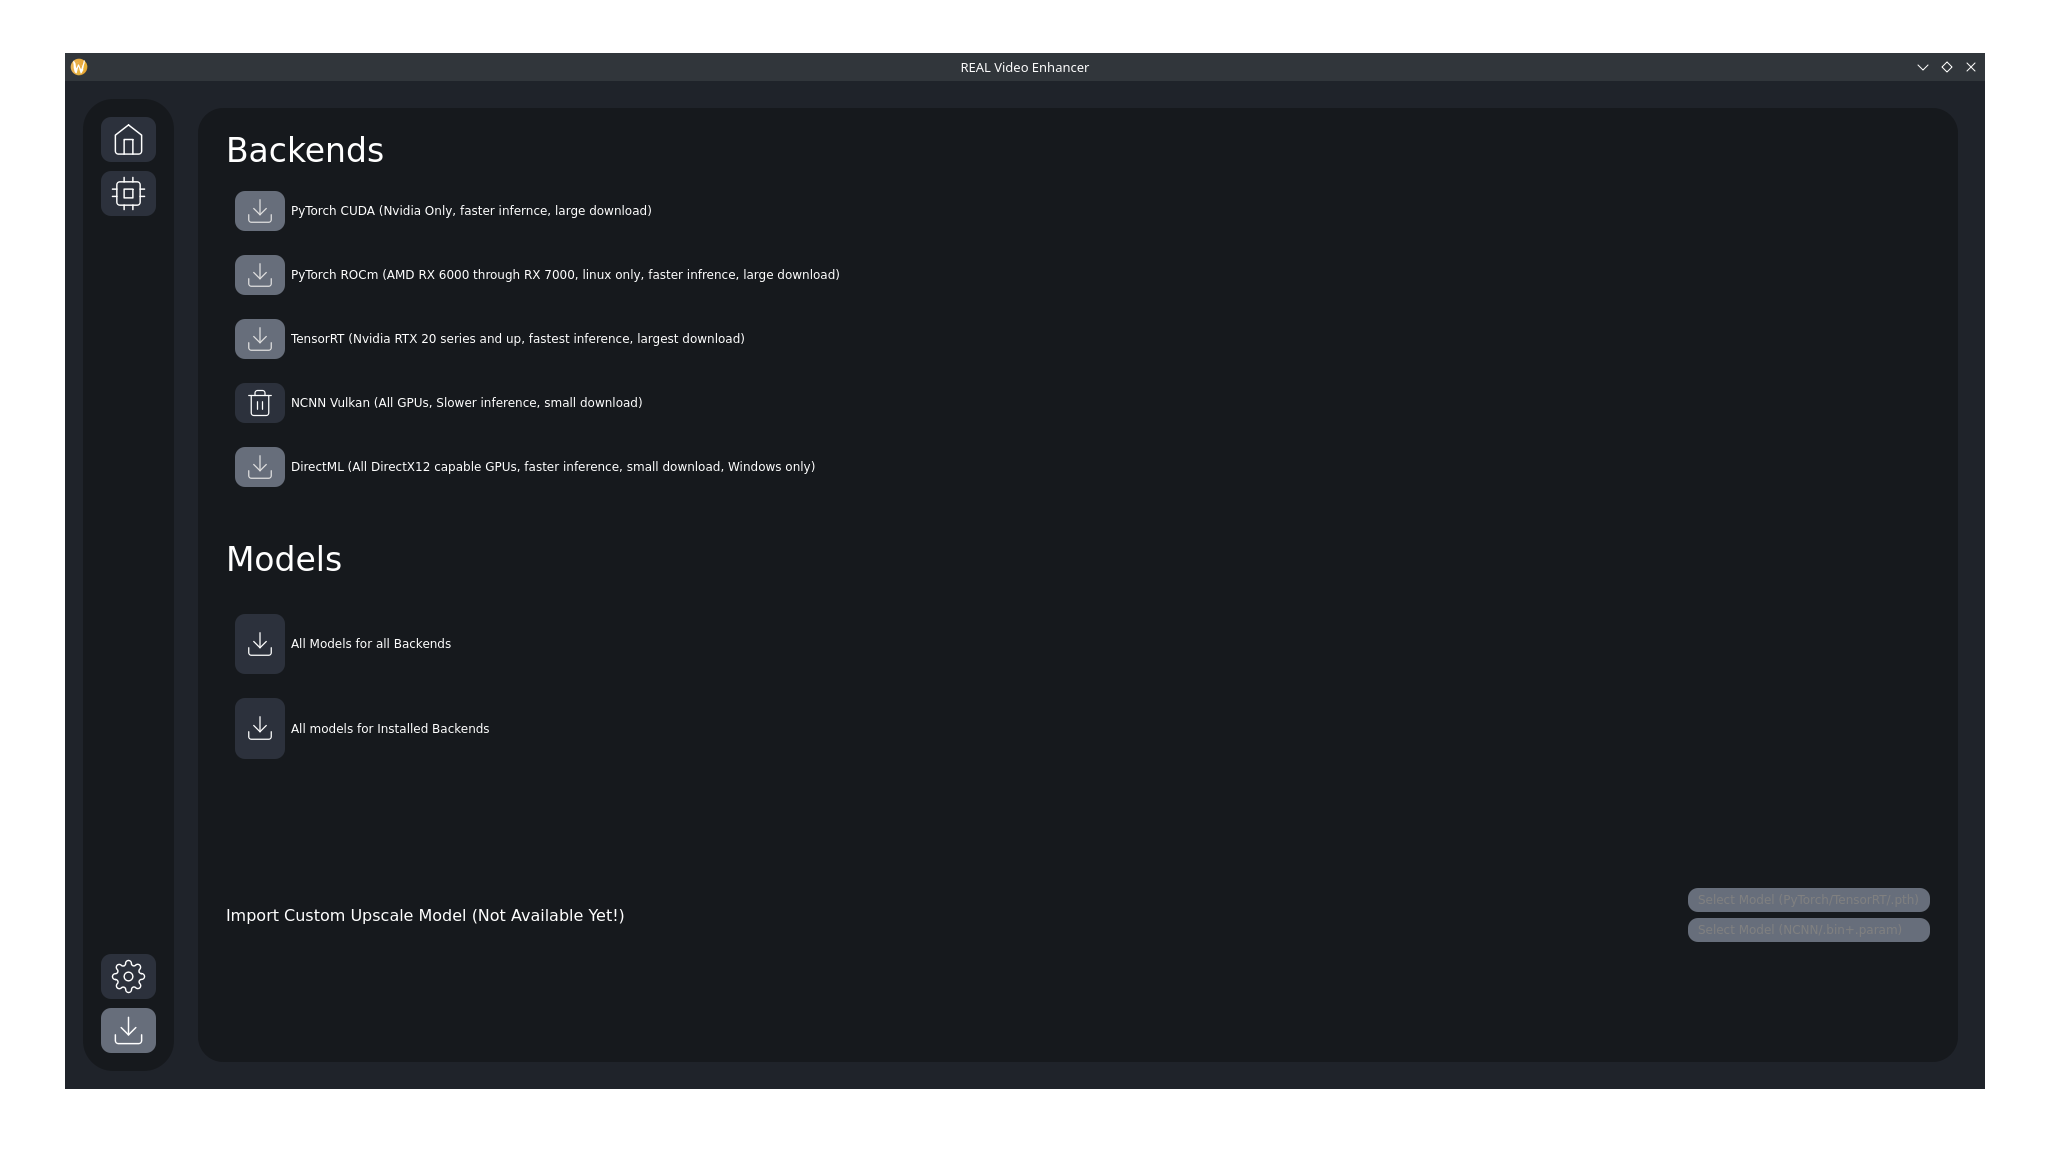 REAL Video Enhancer
Backends
PyTorch CUDA (Nvidia Only, faster infernce, large download)
PyTorch ROCm (AMD RX 6000 through RX 7000, linux only, faster infrence, large download)
TensorRT (Nvidia RTX 20 series and up, fastest inference, largest download)
NCNN Vulkan (All GPUs, Slower inference, small download)
DirectML (All DirectX12 capable GPUs, faster inference, small download, Windows only)
Models
All Models for all Backends
All models for Installed Backends
Import Custom Upscale Model (Not Available Yet!)
Select Model (PyTorch/TensorRT/.pth)
Select Model (NCNN/.bin+.param)